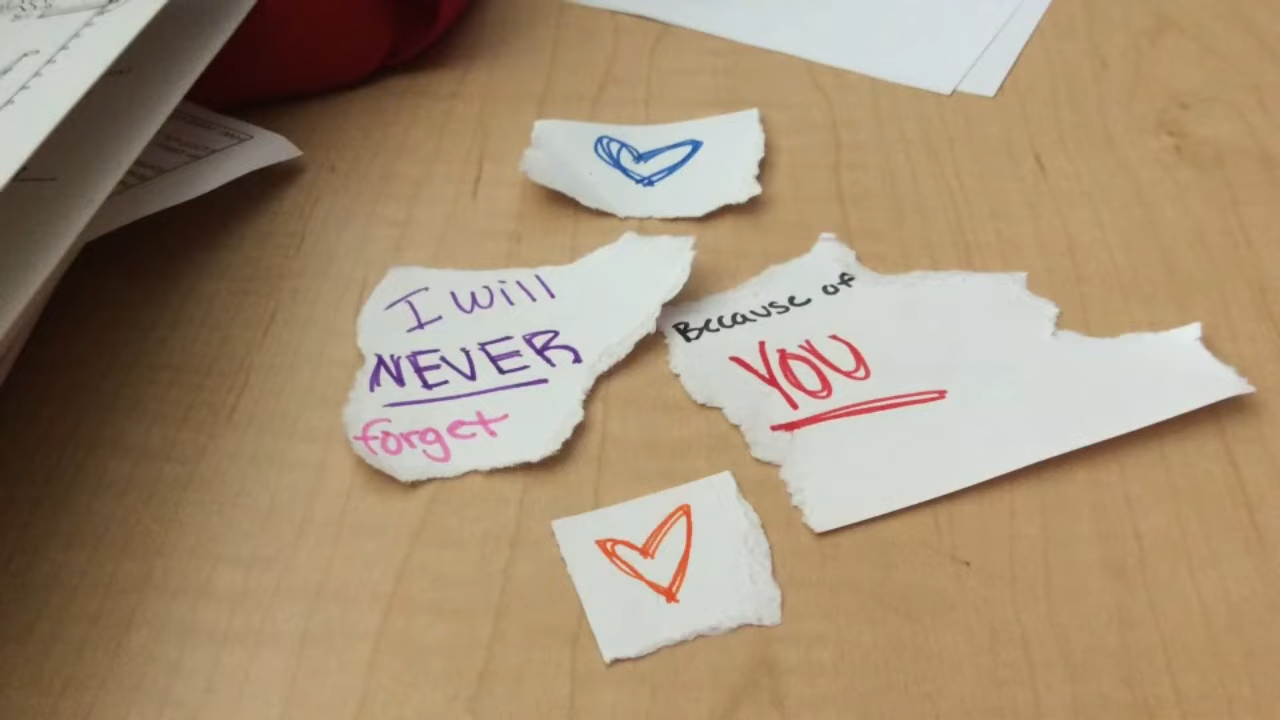 I will
NEVER
forget
Because of
YOU